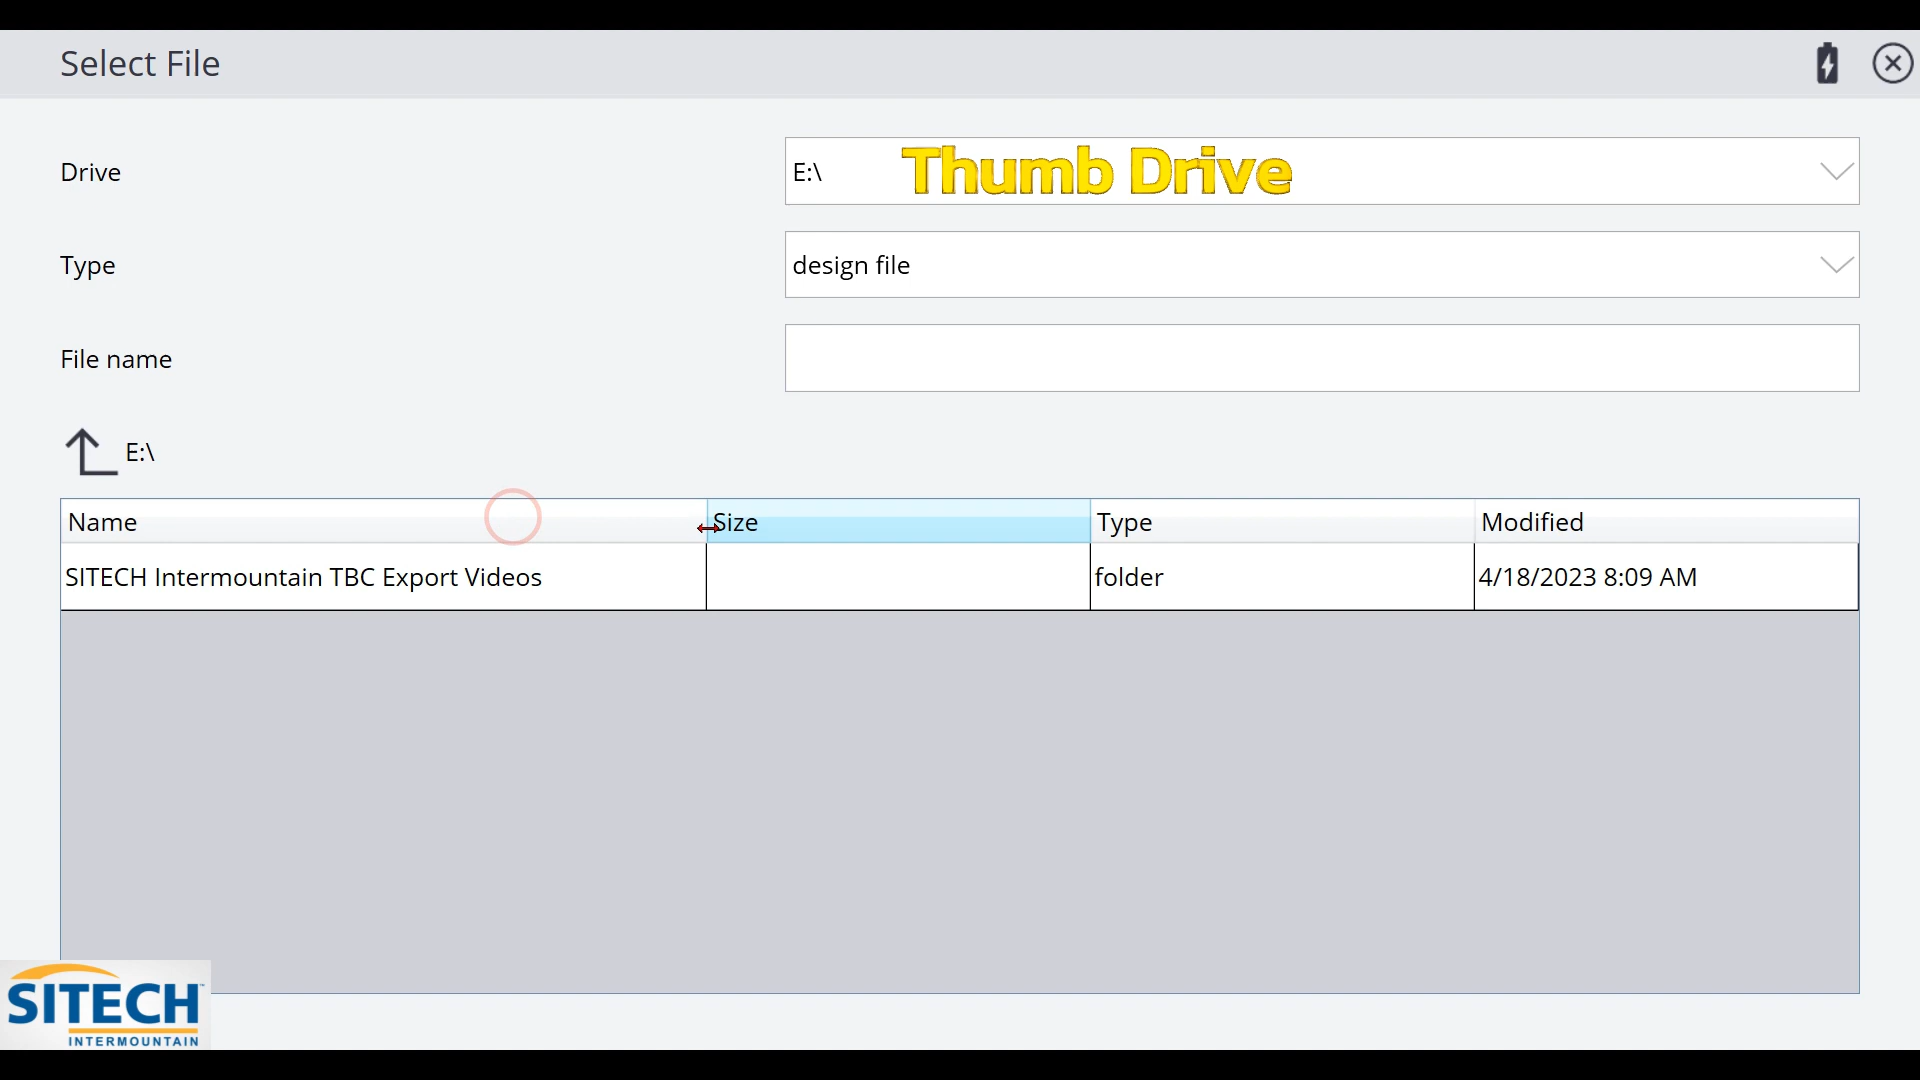 Select File
Drive
E:\ Thumb Drive
Type
design file
File name
E:\
Name Size Type Modified
SITECH Intermountain TBC Export Videos folder 4/18/2023 8:09 AM
SITECH™
INTERMOUNTAIN